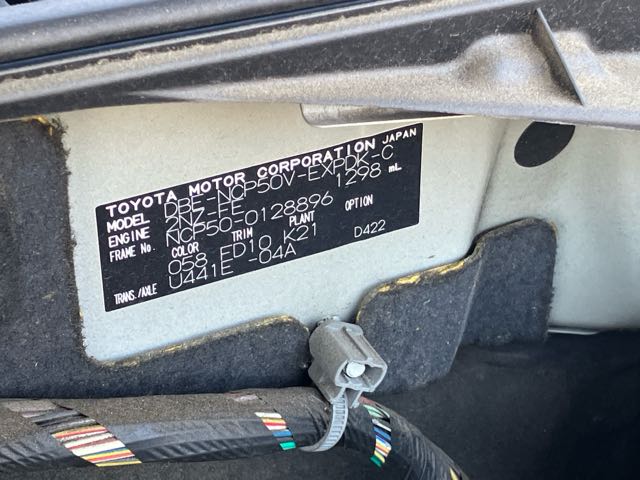 TOYOTA MOTOR CORPORATION JAPAN
MODEL DBE-NCP50V-EXPDK-C
ENGINE 2NZ-FE 1298 mL
FRAME No. NCP50-0128896
COLOR TRIM PLANT OPTION
058 ED10 K21 D422
TRANS./AXLE U441E -04A